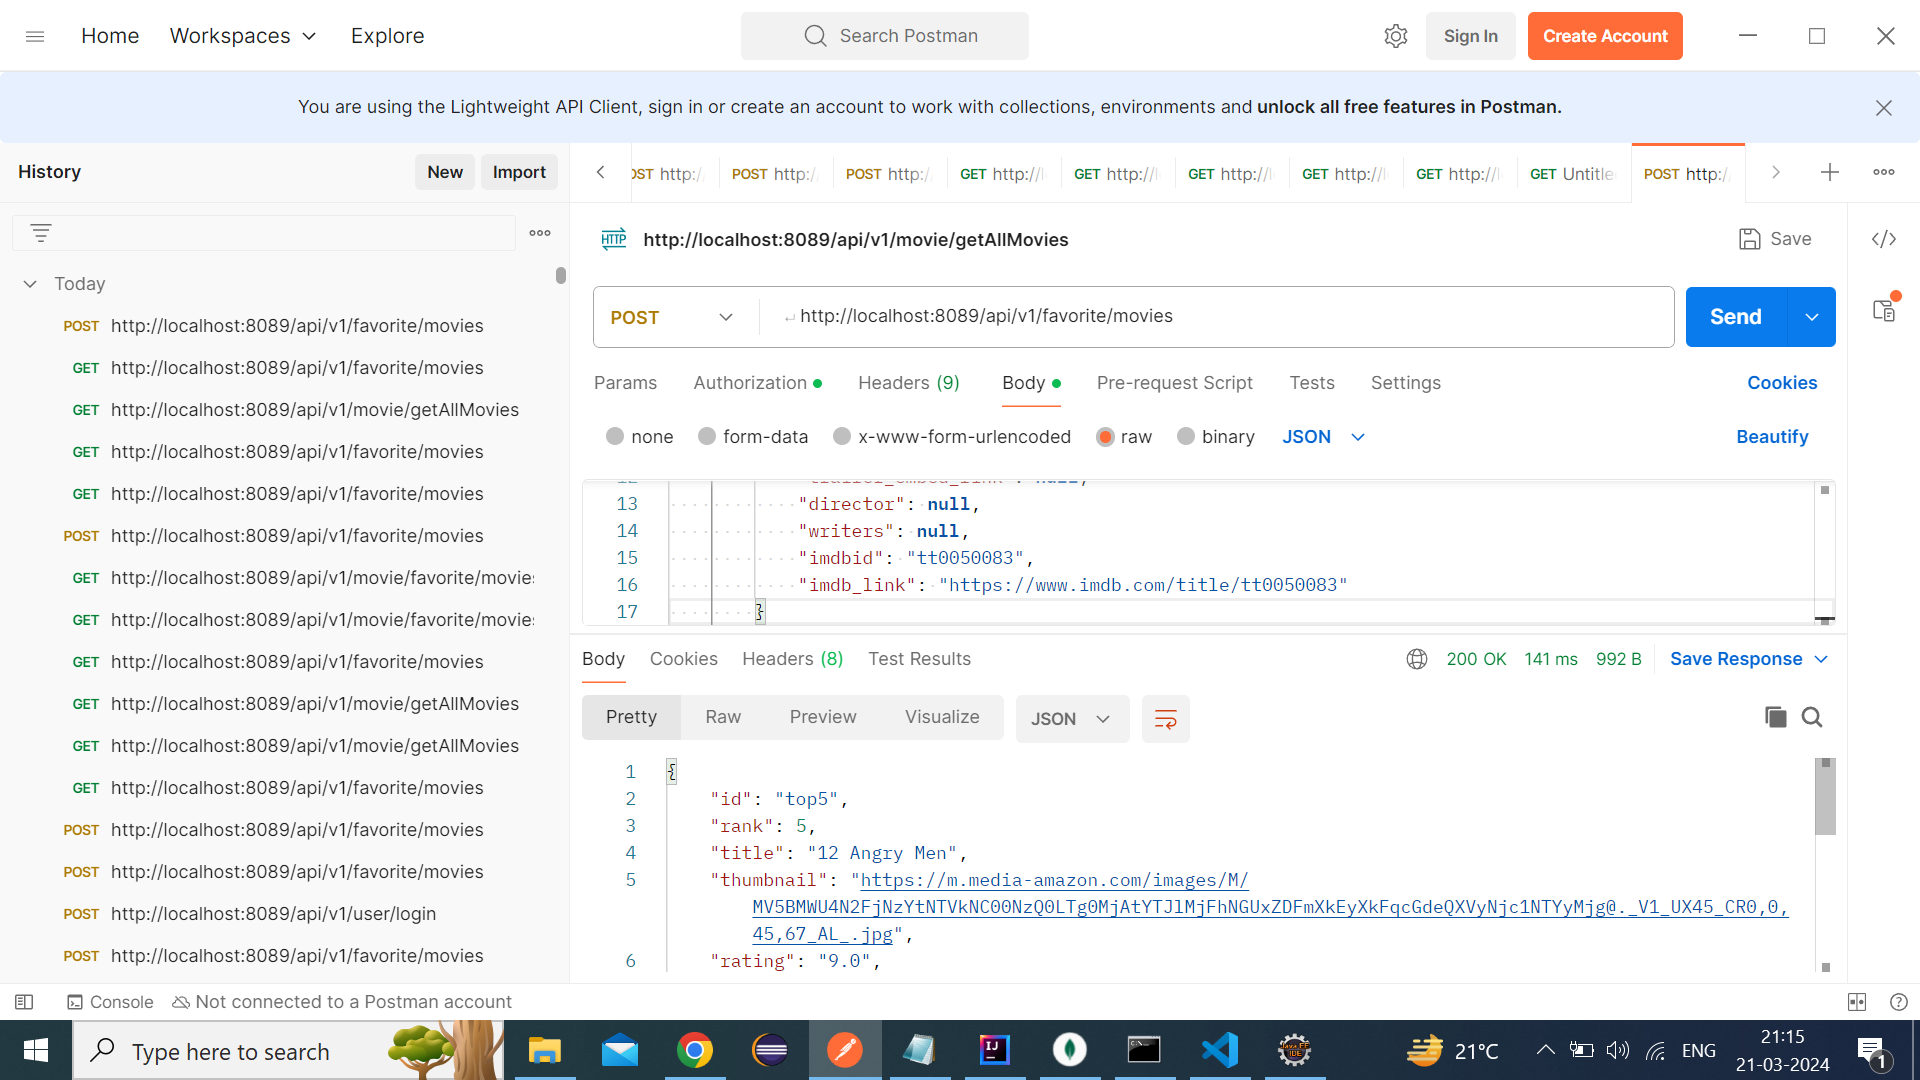 Home
Workspaces
Explore
Search Postman
Sign In
Create Account
You are using the Lightweight API Client, sign in or create an account to work with collections, environments and unlock all free features in Postman.
History
New
Import
http:/
POST http:/
POST http:/
GET http://l
GET http://l
GET http://l
GET http://l
GET http://l
GET Untitle
POST http:/
HTTP
http://localhost:8089/api/v1/movie/getAllMovies
Save
Today
POST http://localhost:8089/api/v1/favorite/movies
GET http://localhost:8089/api/v1/favorite/movies
GET http://localhost:8089/api/v1/movie/getAllMovies
GET http://localhost:8089/api/v1/favorite/movies
GET http://localhost:8089/api/v1/favorite/movies
POST http://localhost:8089/api/v1/favorite/movies
GET http://localhost:8089/api/v1/movie/favorite/movies
GET http://localhost:8089/api/v1/movie/favorite/movies
GET http://localhost:8089/api/v1/favorite/movies
GET http://localhost:8089/api/v1/movie/getAllMovies
GET http://localhost:8089/api/v1/movie/getAllMovies
GET http://localhost:8089/api/v1/favorite/movies
POST http://localhost:8089/api/v1/favorite/movies
POST http://localhost:8089/api/v1/favorite/movies
POST http://localhost:8089/api/v1/user/login
POST http://localhost:8089/api/v1/favorite/movies
POST
http://localhost:8089/api/v1/favorite/movies
Send
Params
Authorization
Headers (9)
Body
Pre-request Script
Tests
Settings
Cookies
none
form-data
x-www-form-urlencoded
raw
binary
JSON
Beautify
13 "director": null,
14 "writers": null,
15 "imdbid": "tt0050083",
16 "imdb_link": "https://www.imdb.com/title/tt0050083"
17 }
Body
Cookies
Headers (8)
Test Results
200 OK
141 ms
992 B
Save Response
Pretty
Raw
Preview
Visualize
JSON
1 {
2 "id": "top5",
3 "rank": 5,
4 "title": "12 Angry Men",
5 "thumbnail": "https://m.media-amazon.com/images/M/
MV5BMWU4N2FjNzYtNTVkNC00NzQ0LTg0MjAtYTJlMjFhNGUxZDFmXkEyXkFqcGdeQXVyNjc1NTYyMjg@._V1_UX45_CR0,0,
45,67_AL_.jpg",
6 "rating": "9.0",
Console
Not connected to a Postman account
Type here to search
21°C
ENG
21:15
21-03-2024
1